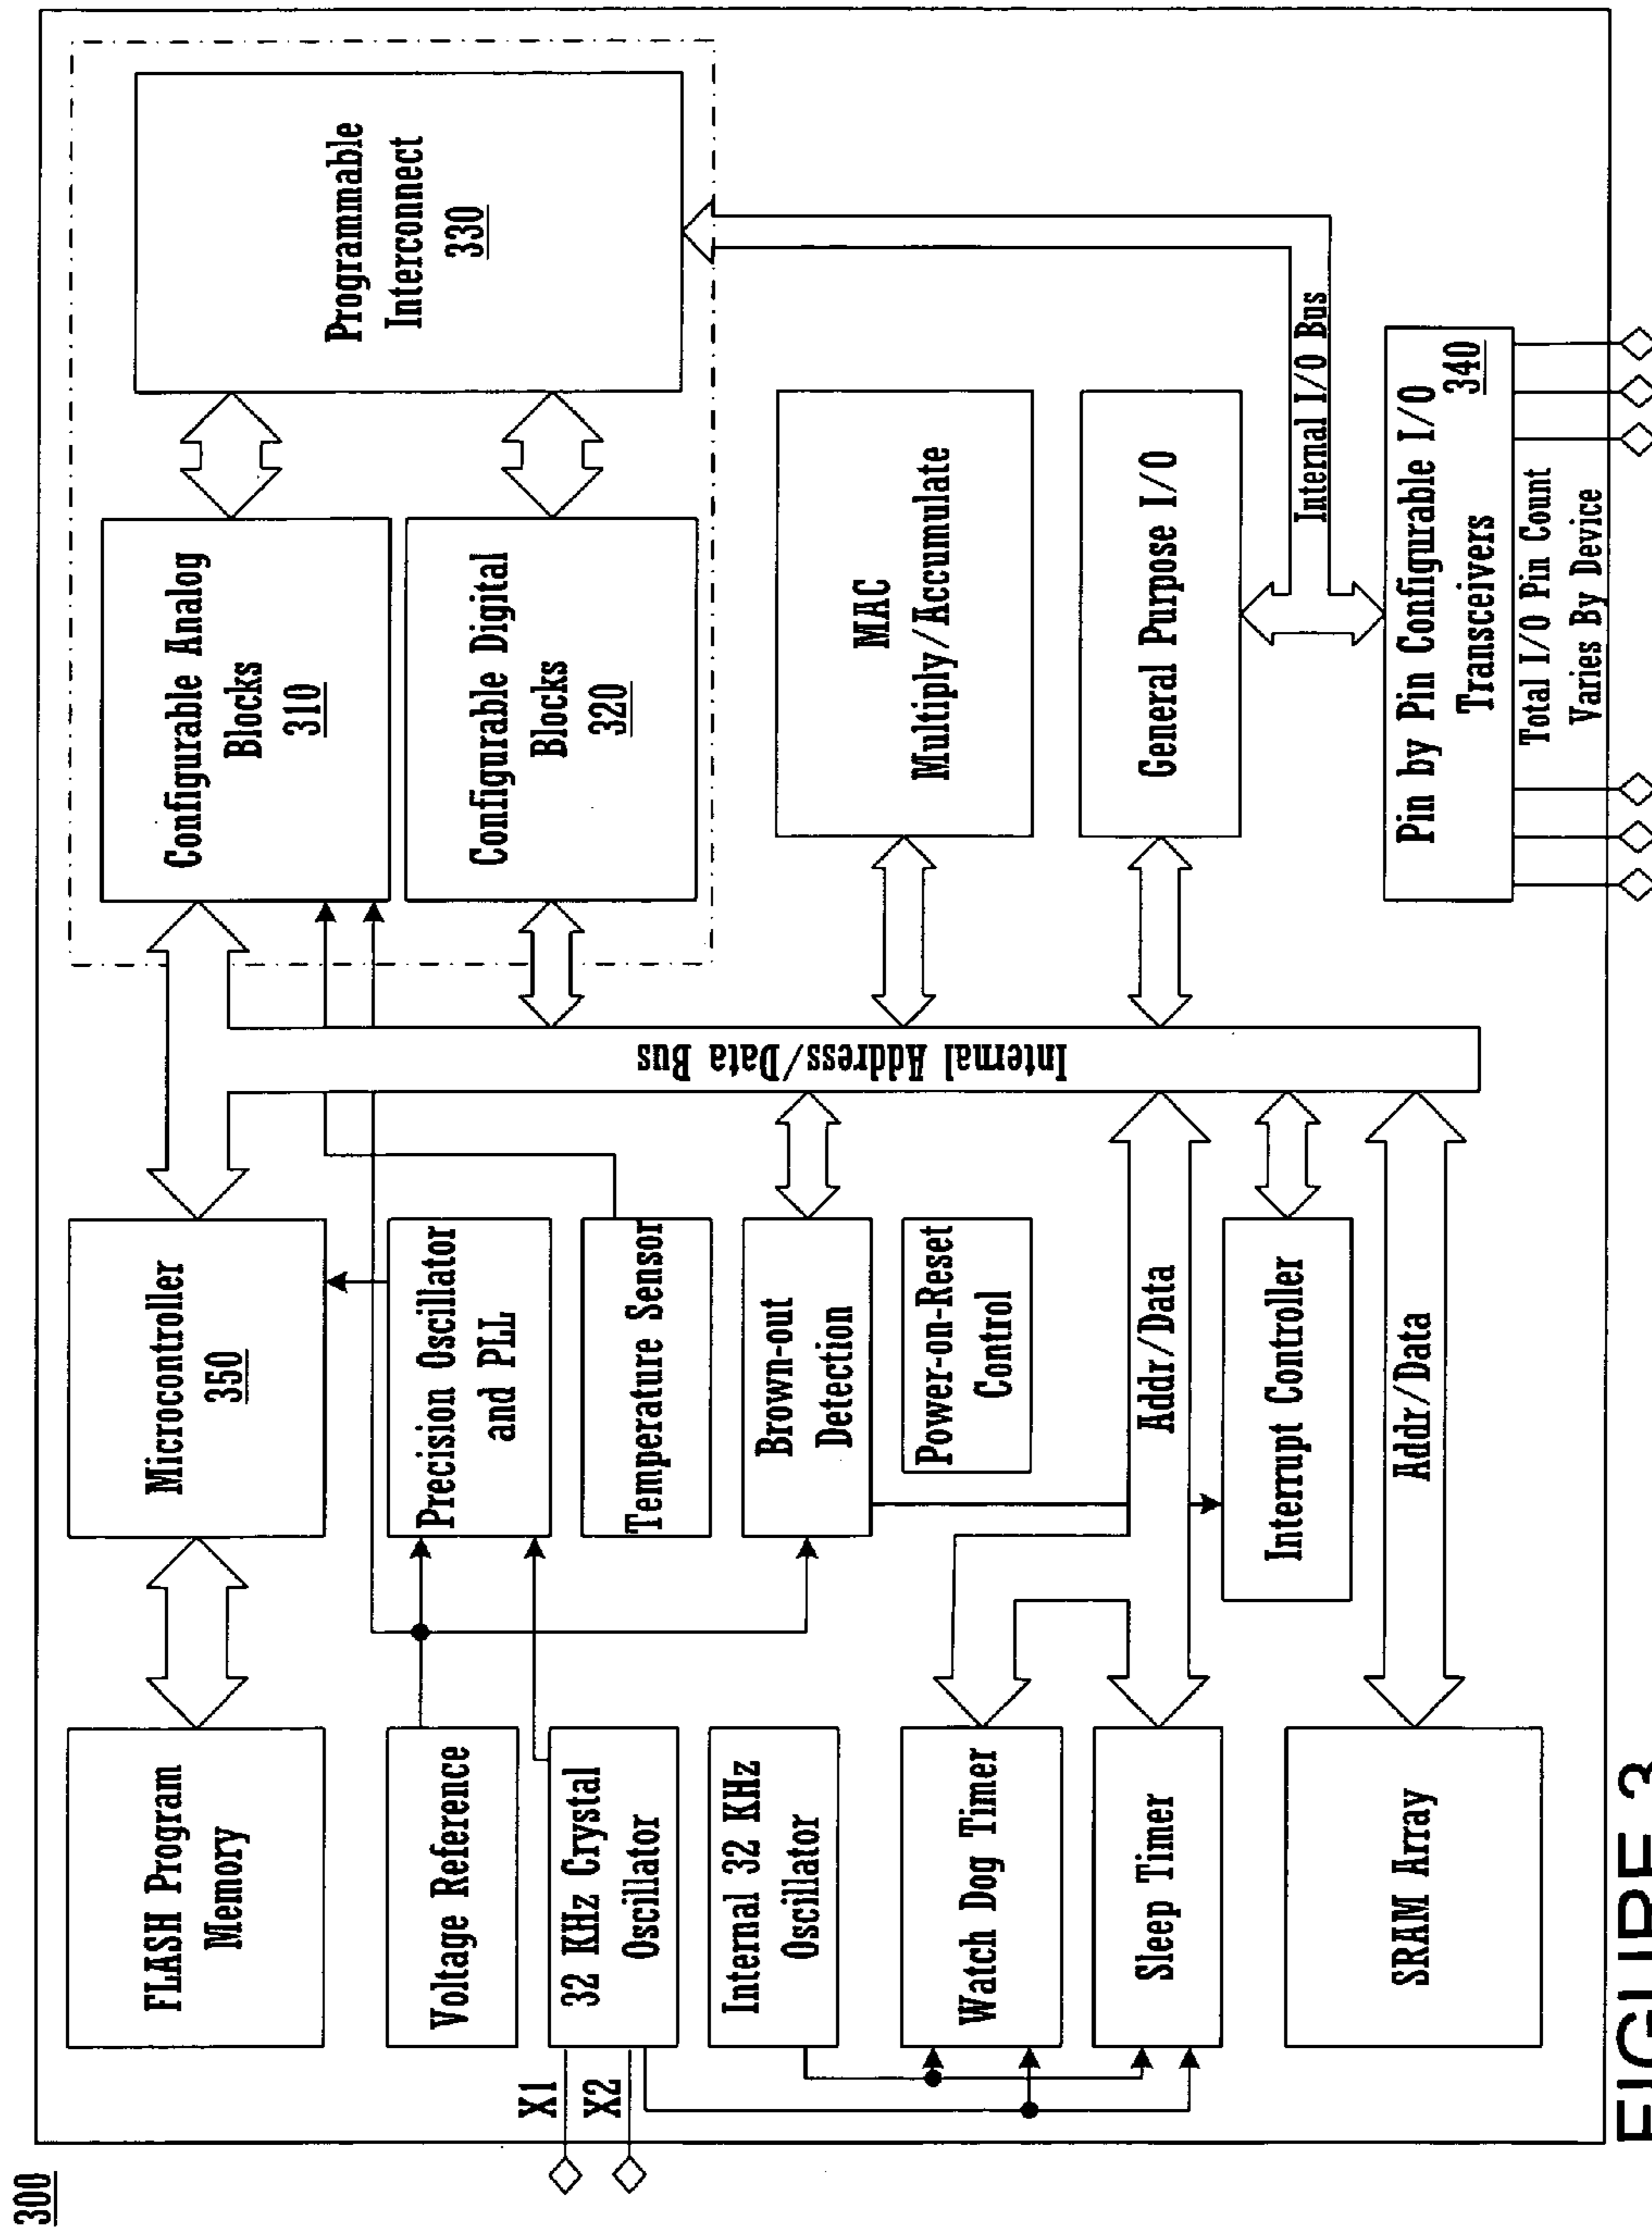 300
FLASH Program
Memory
Microcontroller
350
Configurable Analog
Blocks
310
Programmable
Interconnect
330
Voltage Reference
Precision Oscillator
and PLL
Configurable Digital
Blocks
320
X1
X2
32 KHz Crystal
Oscillator
Temperature Sensor
Internal 32 KHz
Oscillator
Brown-out
Detection
Internal Address/Data Bus
MAC
Multiply/Accumulate
Watch Dog Timer
Power-on-Reset
Control
Addr/Data
Sleep Timer
General Purpose I/O
Interrupt Controller
Internal I/O Bus
SRAM Array
Addr/Data
Pin by Pin Configurable I/O
Transceivers
340
Total I/O Pin Count
Varies By Device
FIGURE 3